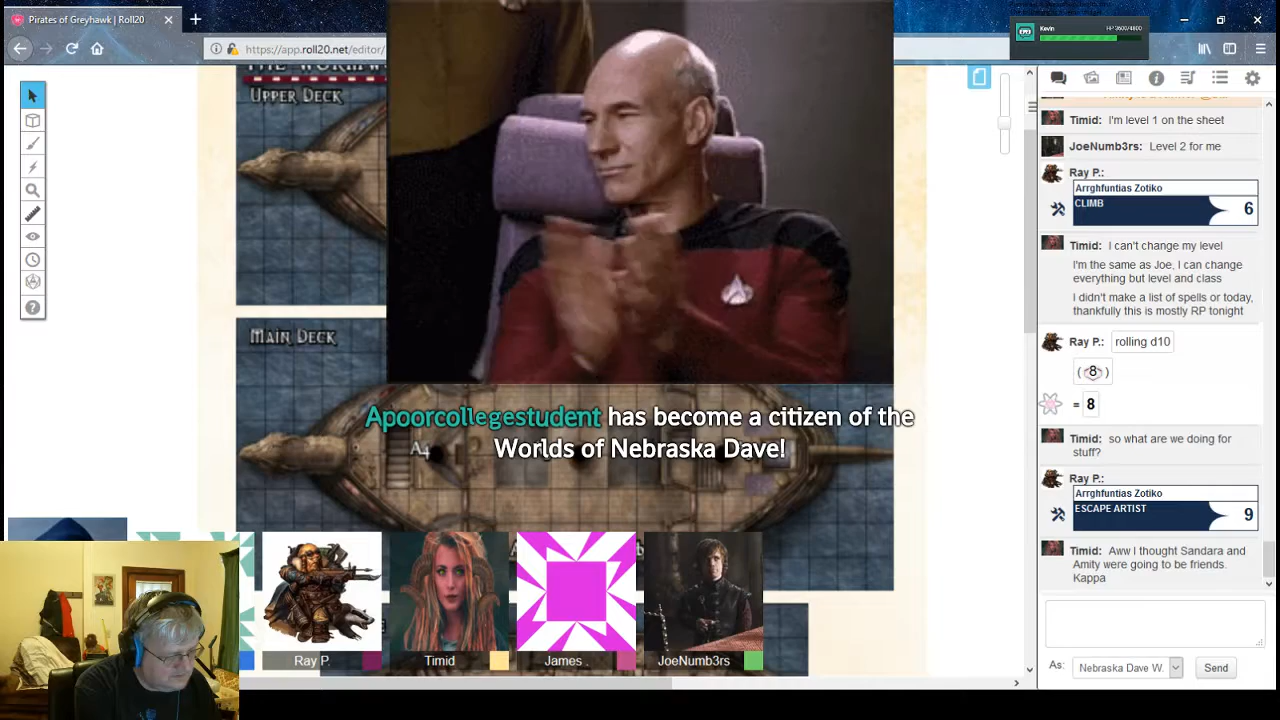 Pirates of Greyhawk | Roll20
Kevin
HP 3600/4800
https://app.roll20.net/editor/
UPPER DECK
Timid: I'm level 1 on the sheet
JoeNumb3rs: Level 2 for me
Ray P.:
Arrghfuntias Zotiko
CLIMB 6
Timid: I can't change my level
I'm the same as Joe, I can change
everything but level and class
I didn't make a list of spells or today,
thankfully this is mostly RP tonight
MAIN DECK
Ray P.: rolling d10
(8)
= 8
Apoorcollegestudent has become a citizen of the
Worlds of Nebraska Dave!
A4
Timid: so what are we doing for
stuff?
Ray P.:
Arrghfuntias Zotiko
ESCAPE ARTIST 9
Timid: Aww I thought Sandara and
Amity were going to be friends.
Kappa
Ray P.
Timid
James .
JoeNumb3rs
As: Nebraska Dave W. Send